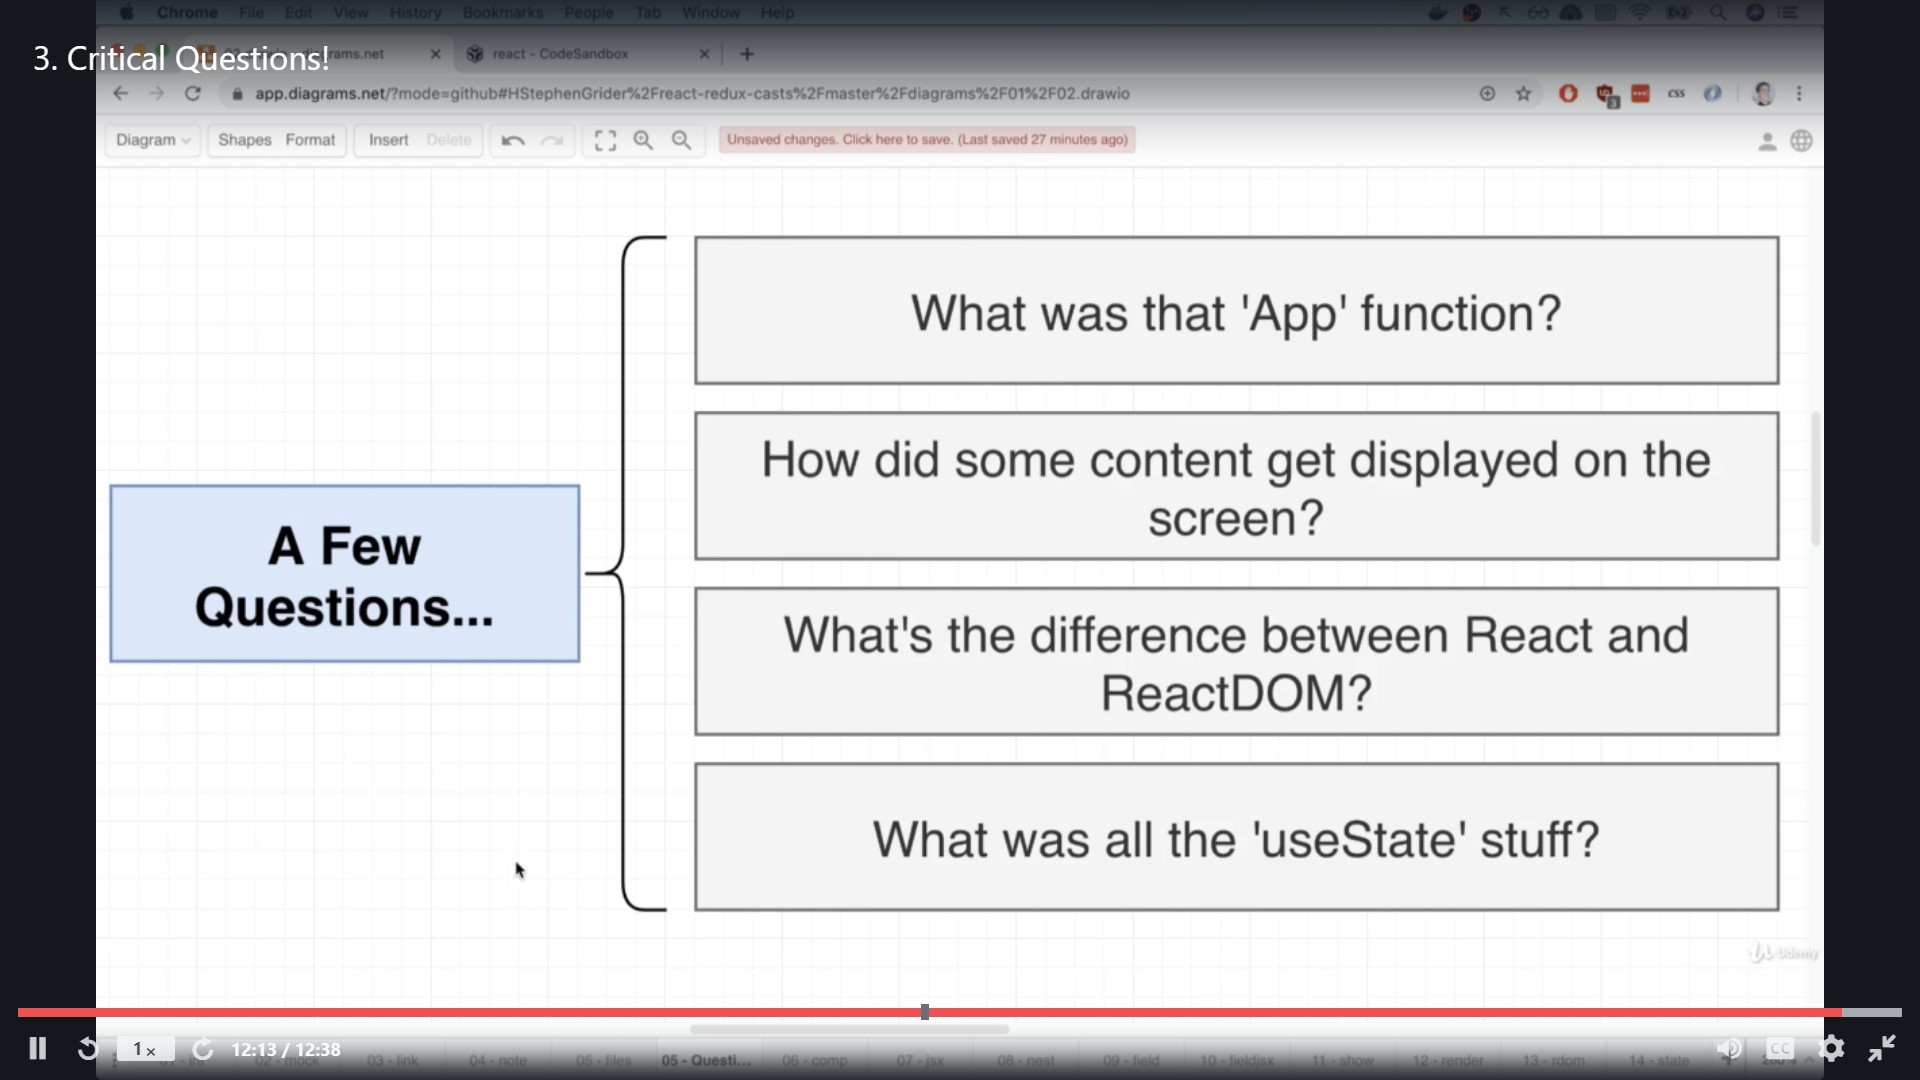 Chrome File Edit View History Bookmarks People Tab Window Help
3. Critical Questions!
react - CodeSandbox
app.diagrams.net/?mode=github#HStephenGrider%2Freact-redux-casts%2Fmaster%2Fdiagrams%2F01%2F02.drawio
css
3
Diagram Shapes Format Insert Delete
Unsaved changes. Click here to save. (Last saved 27 minutes ago)
What was that 'App' function?
How did some content get displayed on the
screen?
A Few
Questions...
What's the difference between React and
ReactDOM?
What was all the 'useState' stuff?
Udemy
1x
12:13 / 12:38
CC
02 - mock 03 - link 04 - note 05 - files 05 - Questi... 06 - comp 07 - jsx 08 - nest 09 - field 10 - fieldjsx 11 - show 12 - render 13 - rdom 14 - state